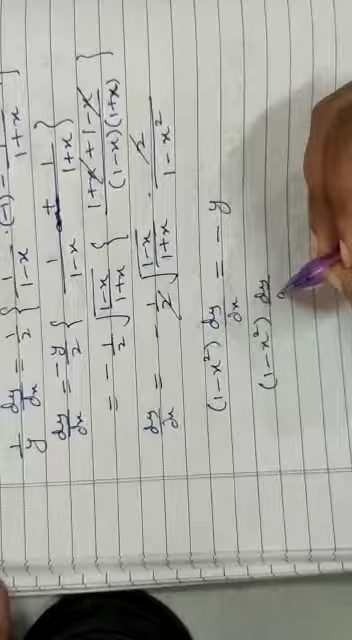 1/y dy/dx = 1/2 { 1/1-x .(-1) - 1/1+x }
dy/dx = -y/2 { 1/1-x + 1/1+x }
= - 1/2 √(1-x/1+x) { 1+x+1-x/(1-x)(1+x) }
dy/dx = - 1/2 √(1-x/1+x) . 2/1-x²
(1-x²) dy/dx = -y
(1-x²) dy